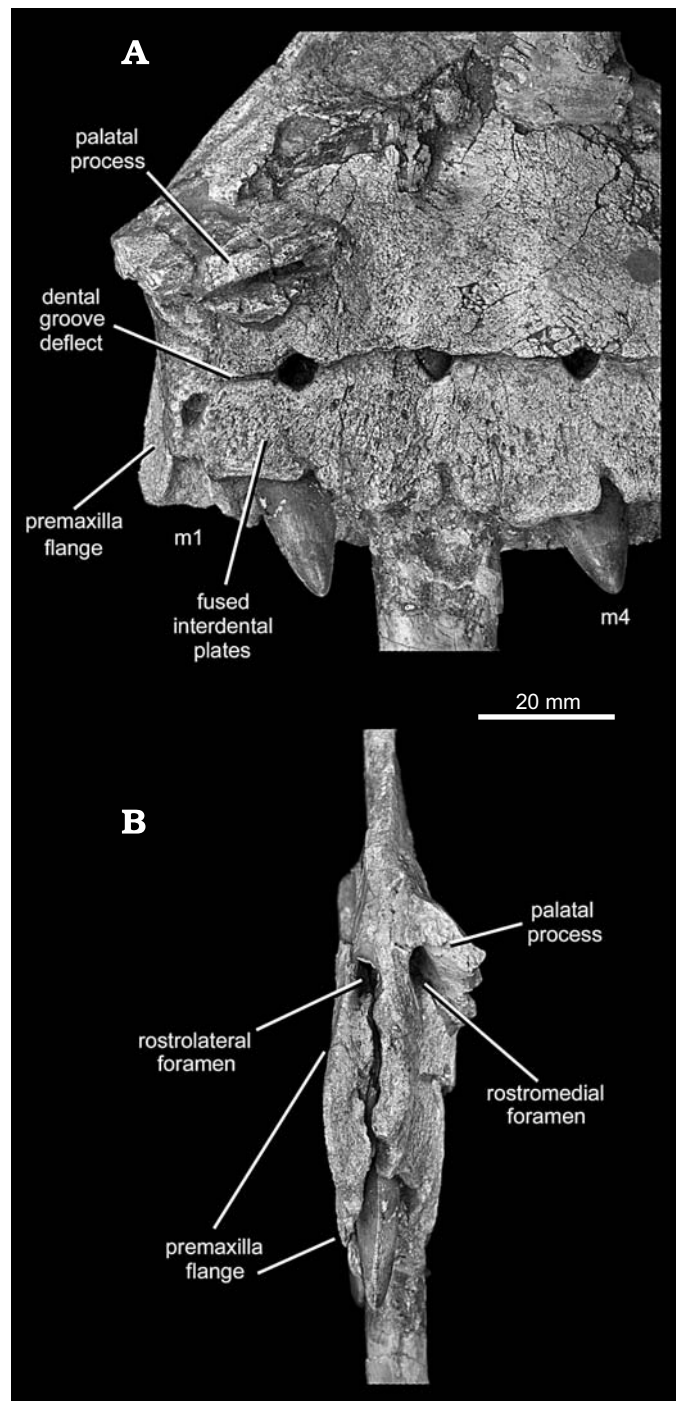 A
palatal
process
dental
groove
deflect
premaxilla
flange
m1
fused
interdental
plates
m4
20 mm
B
palatal
process
rostrolateral
foramen
rostromedial
foramen
premaxilla
flange